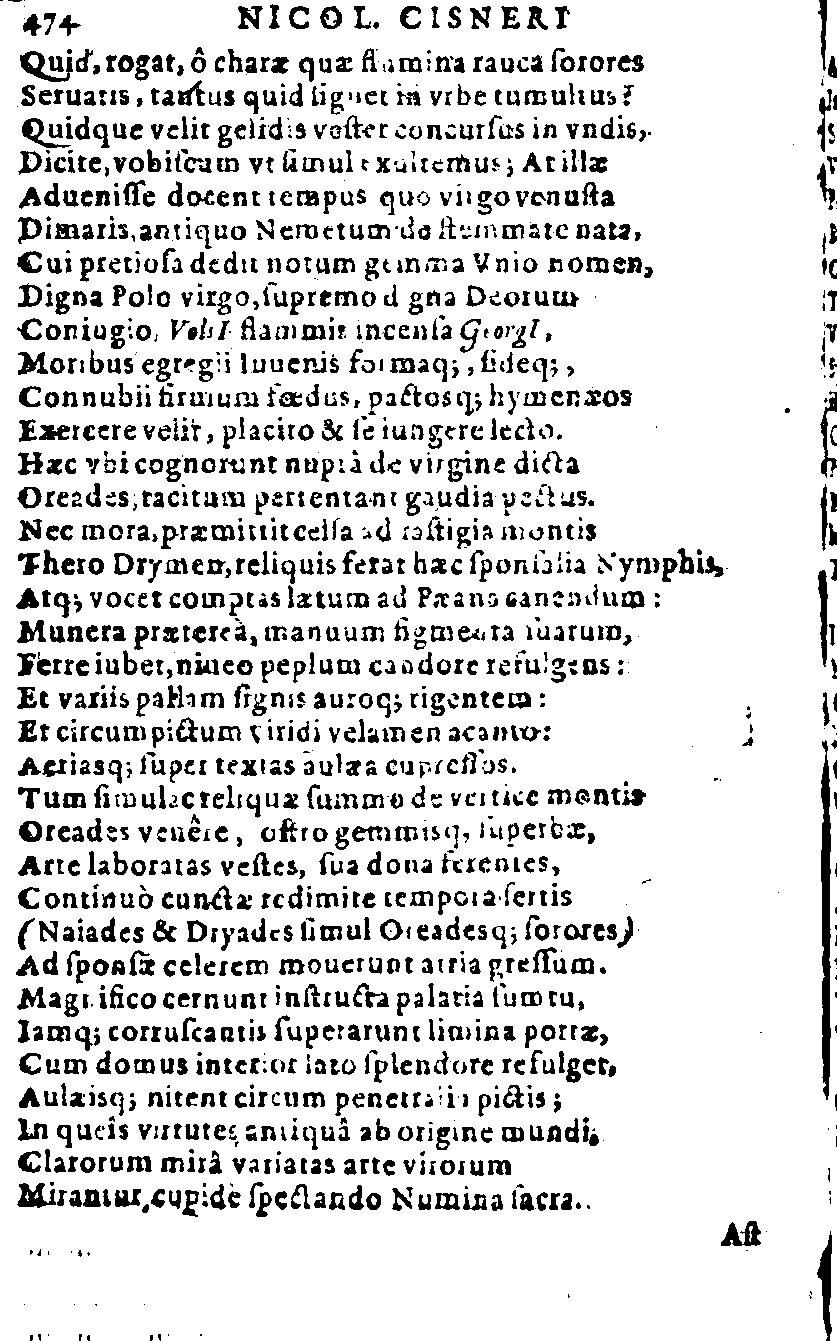 474 NICOL. CISNERI
Quid, rogat, ô charæ quæ flumina rauca ſorores
Seruatis, tantus quid ſignet in vrbe tumultus?
Quidque velit gelidis veſter concurſus in vndis,
Dicite, vobiſcum vt ſimul exultemus; At illæ
Adueniſſe docent tempus quo virgo venuſta
Dimaris, antiquo Nemetum de ſtemmate nata,
Cui pretioſa dedit notum gemma Vnio nomen,
Digna Polo virgo, ſupremo digna Deorum
Coniugio, VolsI flammis incenſa GeorgI,
Moribus egregii Iuuenis formaq;, fideq;,
Connubii firmum fœdus, pactosq; hymenæos
Exercere velit, placito & ſe iungere lecto.
Hæc vbi cognorunt nuptâ de virgine dicta
Oreades, tacitum pertentant gaudia pectus.
Nec mora, præmittit celſa ad faſtigia montis
Thero Drymen, reliquis ferat hæc ſponſalia Nymphis,
Atq; vocet comptas lætum ad Pæana canendum:
Munera prætereà, manuum figmenta ſuarum,
Ferre iubet, niueo peplum candore refulgens:
Et variis pallam ſignis auroq; rigentem:
Et circum pictum viridi velamen acanto:
Aeriasq; ſuper textas aulæa cupreſſos.
Tum ſimulac reliquæ ſummo de vertice montis
Oreades venêre, oſtro gemmisq; ſuperbæ,
Arte laboratas veſtes, ſua dona ferentes,
Continuò cunctæ redimite tempora ſertis
(Naiades & Dryades ſimul Oreadesq; ſorores)
Ad ſponſæ celerem mouerunt atria greſſum.
Magnifico cernunt inſtructa palatia ſumtu,
Iamq; corruſcantis ſuperarunt limina portæ,
Cum domus interior lato ſplendore refulget,
Aulæisq; nitent circum penetralia pictis;
In queis virtutes antiquâ ab origine mundi,
Clarorum mirâ variatas arte virorum
Mirantur, cupidè ſpectando Numina ſacra.
Aſt